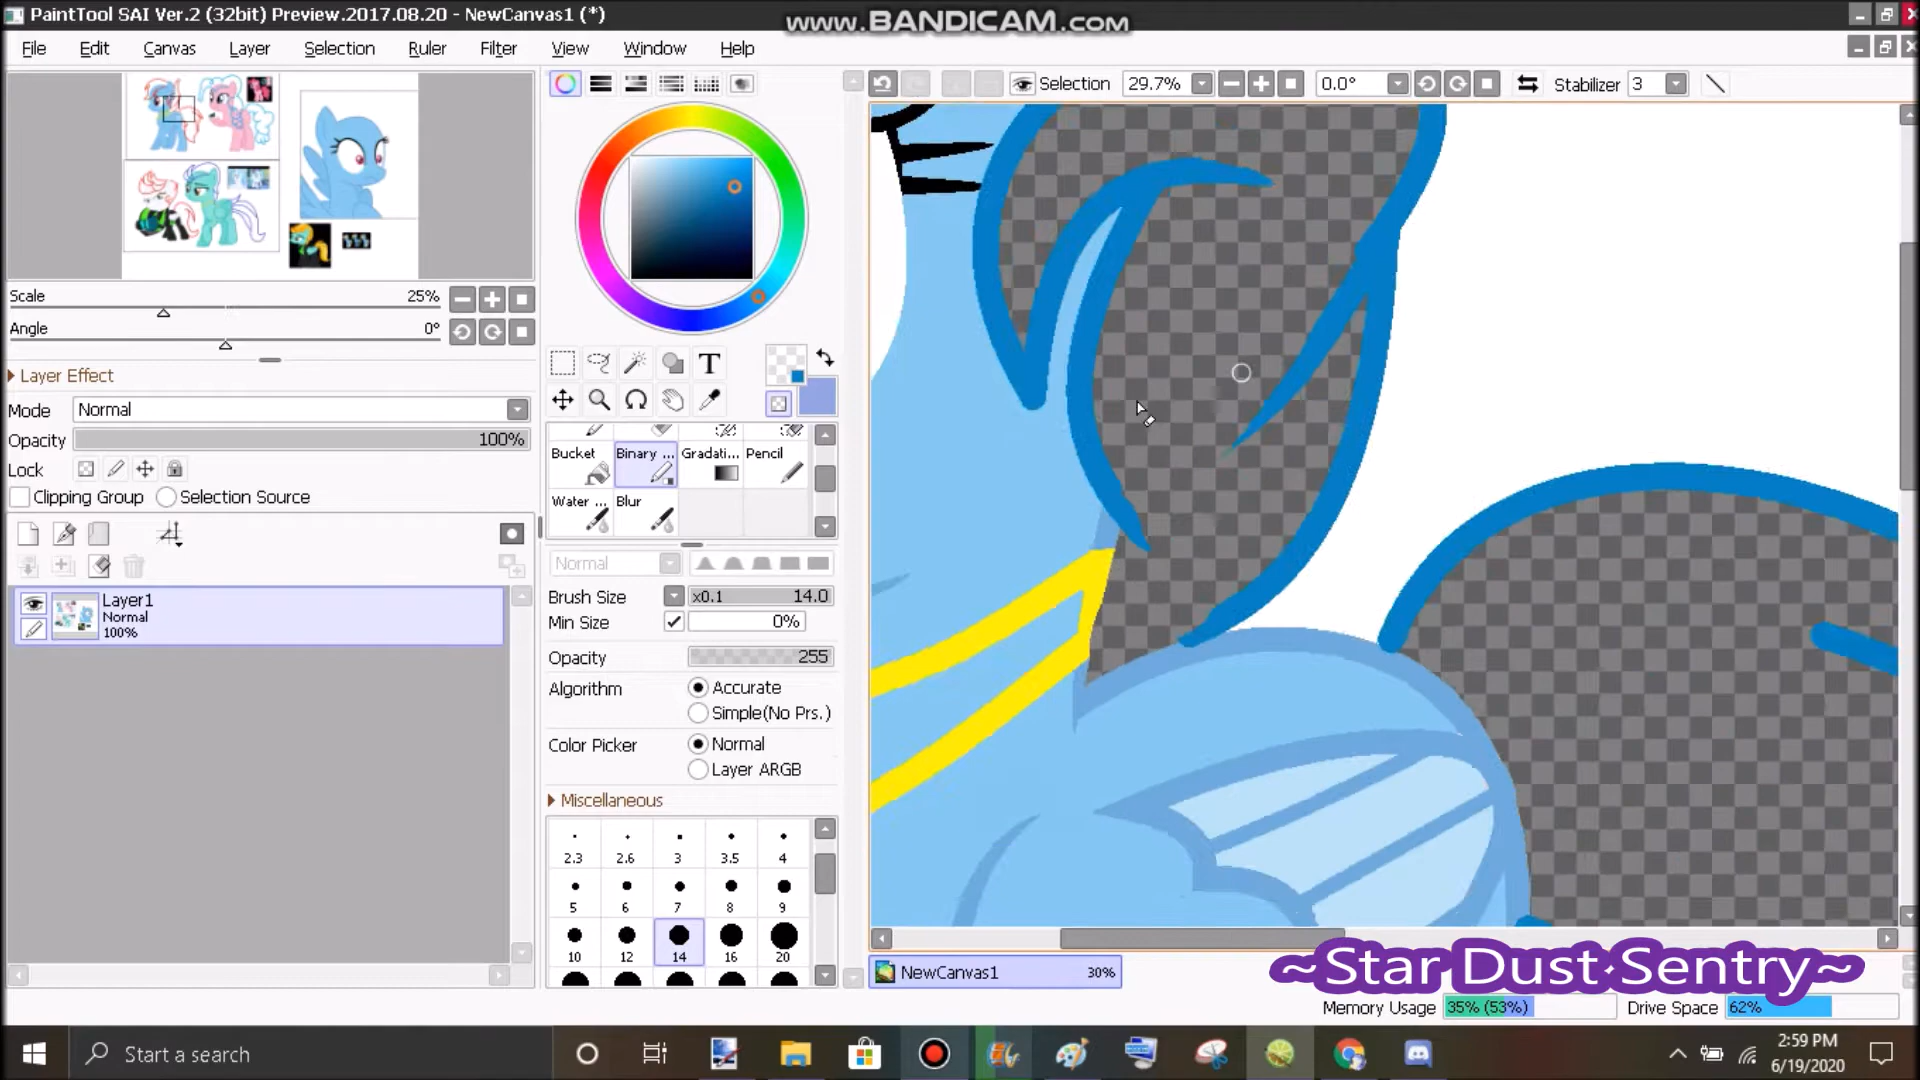 PaintTool SAI Ver.2 (32bit) Preview.2017.08.20 - NewCanvas1 (*)
www.BANDICAM.com
File Edit Canvas Layer Selection Ruler Filter View Window Help
Selection 29.7% 0.0° Stabilizer 3
Scale 25%
Angle 0°
Layer Effect
Mode Normal
Opacity 100%
Lock
Clipping Group Selection Source
Layer1
Normal
100%
T
Bucket Binary ... Gradati... Pencil
Water ... Blur
Normal
Brush Size x0.1 14.0
Min Size 0%
Opacity 255
Algorithm Accurate
Simple(No Prs.)
Color Picker Normal
Layer ARGB
Miscellaneous
2.3 2.6 3 3.5 4
5 6 7 8 9
10 12 14 16 20
NewCanvas1 30%
~Star Dust Sentry~
Memory Usage 35% (53%) Drive Space 62%
Start a search
2:59 PM
6/19/2020